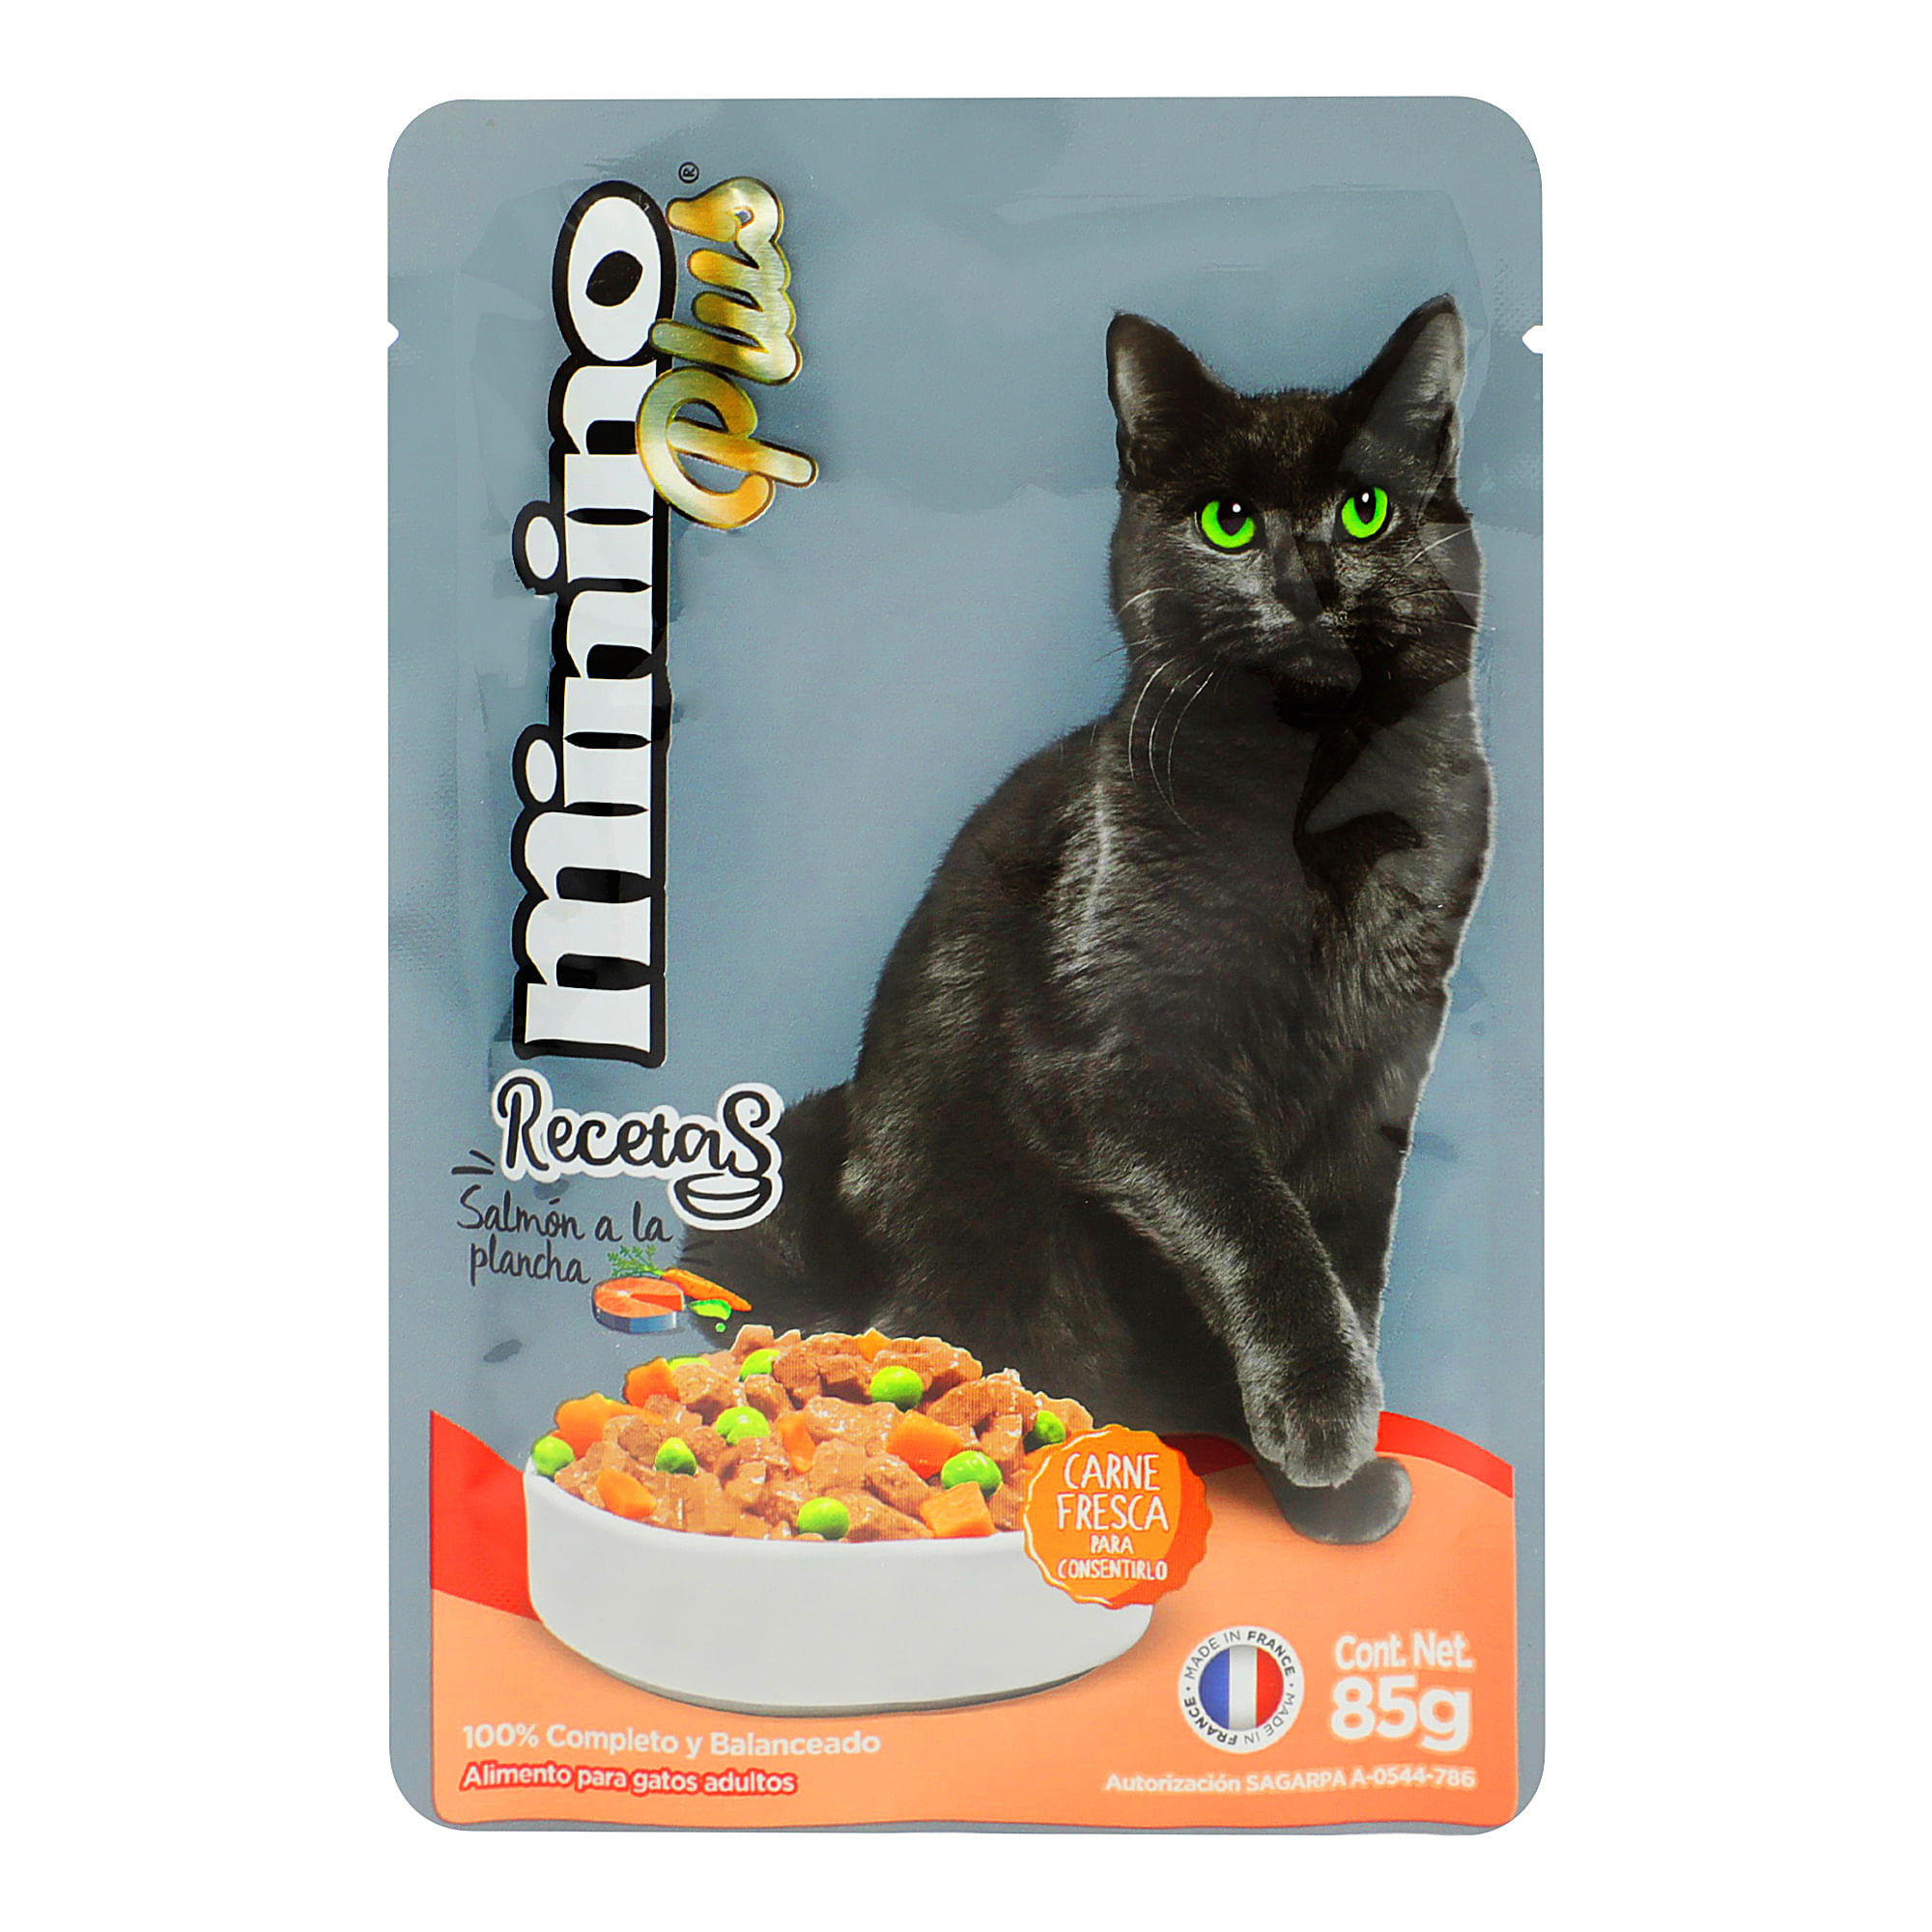 minino
plus®
Recetas
Salmón a la
plancha
CARNE
FRESCA
PARA
CONSENTIRLO
MADE IN FRANCE • MADE IN FRANCE •
Cont. Net.
85g
100% Completo y Balanceado
Alimento para gatos adultos
Autorización SAGARPA A-0544-786